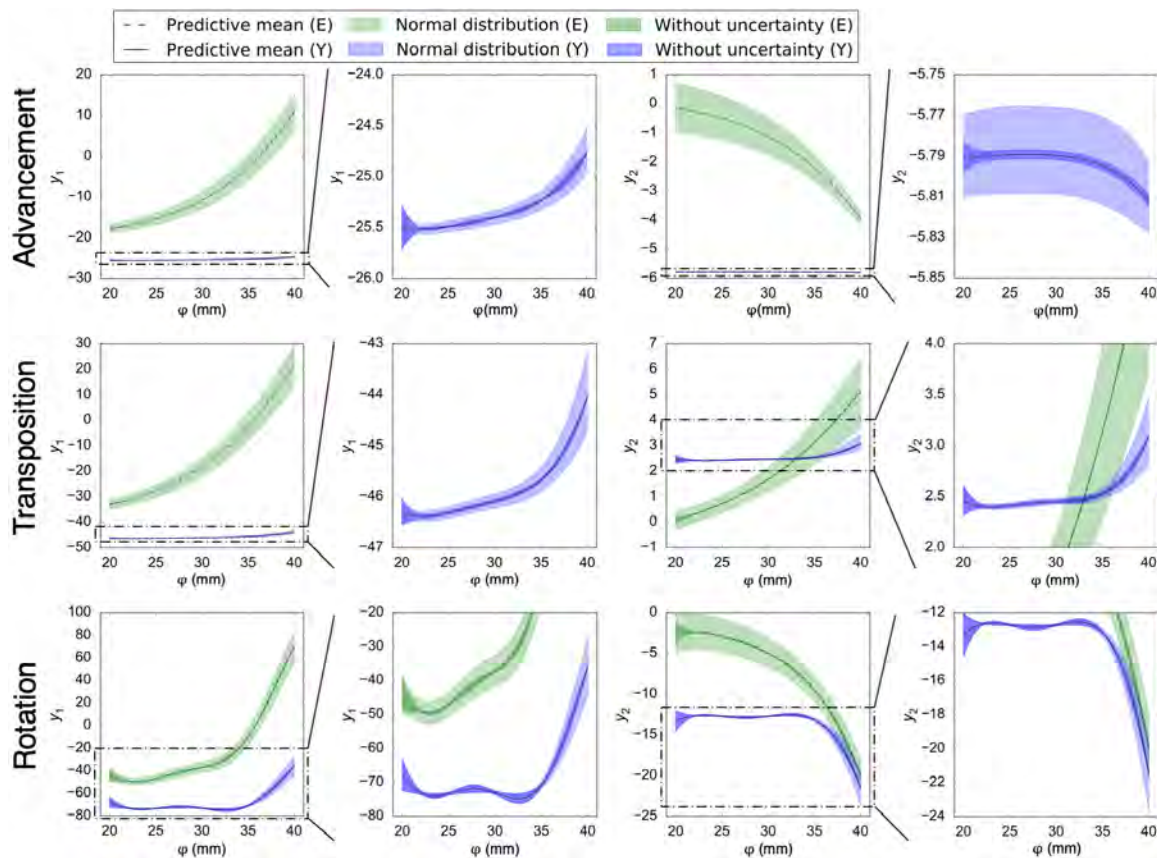 Predictive mean (E) Normal distribution (E) Without uncertainty (E)
Predictive mean (Y) Normal distribution (Y) Without uncertainty (Y)
Advancement
y₁
20
10
0
−10
−20
−30
20 25 30 35 40
φ (mm)
y₁
−24.0
−24.5
−25.0
−25.5
−26.0
20 25 30 35 40
φ(mm)
y₂
1
0
−1
−2
−3
−4
−5
−6
20 25 30 35 40
φ(mm)
y₂
−5.75
−5.77
−5.79
−5.81
−5.83
−5.85
20 25 30 35 40
φ(mm)
Transposition
y₁
30
20
10
0
−10
−20
−30
−40
−50
20 25 30 35 40
φ (mm)
y₁
−43
−44
−45
−46
−47
20 25 30 35 40
φ (mm)
y₂
7
6
5
4
3
2
1
0
−1
20 25 30 35 40
φ (mm)
y₂
4.0
3.5
3.0
2.5
2.0
20 25 30 35 40
φ (mm)
Rotation
y₁
100
80
60
40
20
0
−20
−40
−60
−80
20 25 30 35 40
φ (mm)
y₁
−20
−30
−40
−50
−60
−70
−80
20 25 30 35 40
φ (mm)
y₂
0
−5
−10
−15
−20
−25
20 25 30 35 40
φ (mm)
y₂
−12
−14
−16
−18
−20
−22
−24
20 25 30 35 40
φ (mm)